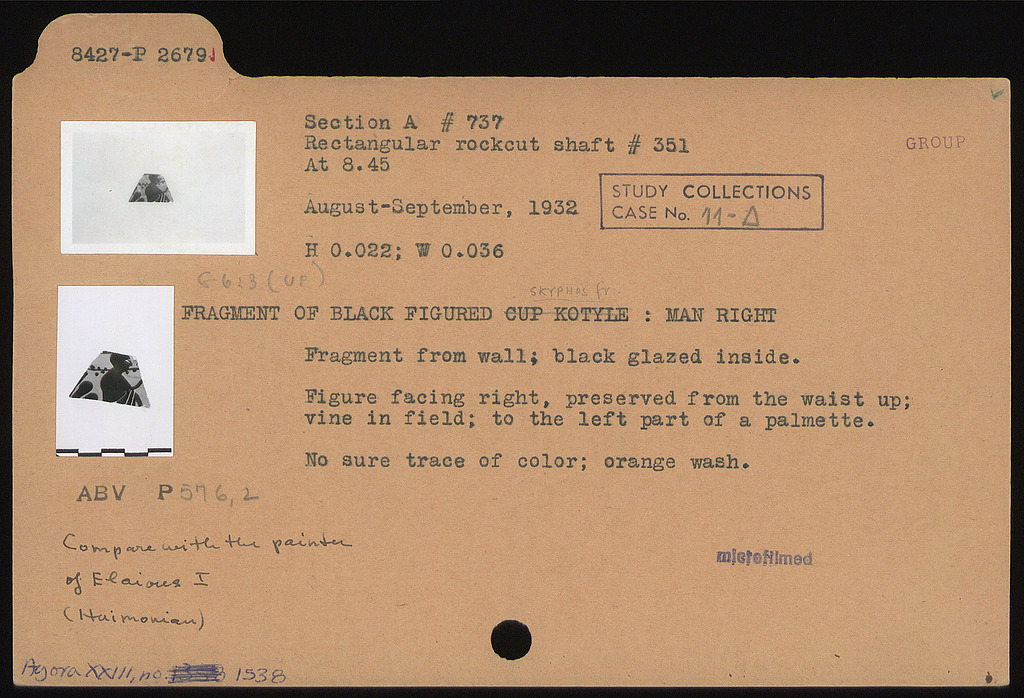 8427-P 2679
Section A # 737
Rectangular rockcut shaft # 351
At 8.45
GROUP
August-September, 1932
STUDY COLLECTIONS
CASE No. 11-Δ
H 0.022; W 0.036
G 6:3 (UF)
SKYPHOS fr.
FRAGMENT OF BLACK FIGURED CUP KOTYLE : MAN RIGHT
Fragment from wall; black glazed inside.
Figure facing right, preserved from the waist up;
vine in field; to the left part of a palmette.
No sure trace of color; orange wash.
ABV P 576, 2
Compare with the painter
of Elaious I
(Haimonian)
microfilmed
Agora XXIII, no. 1538